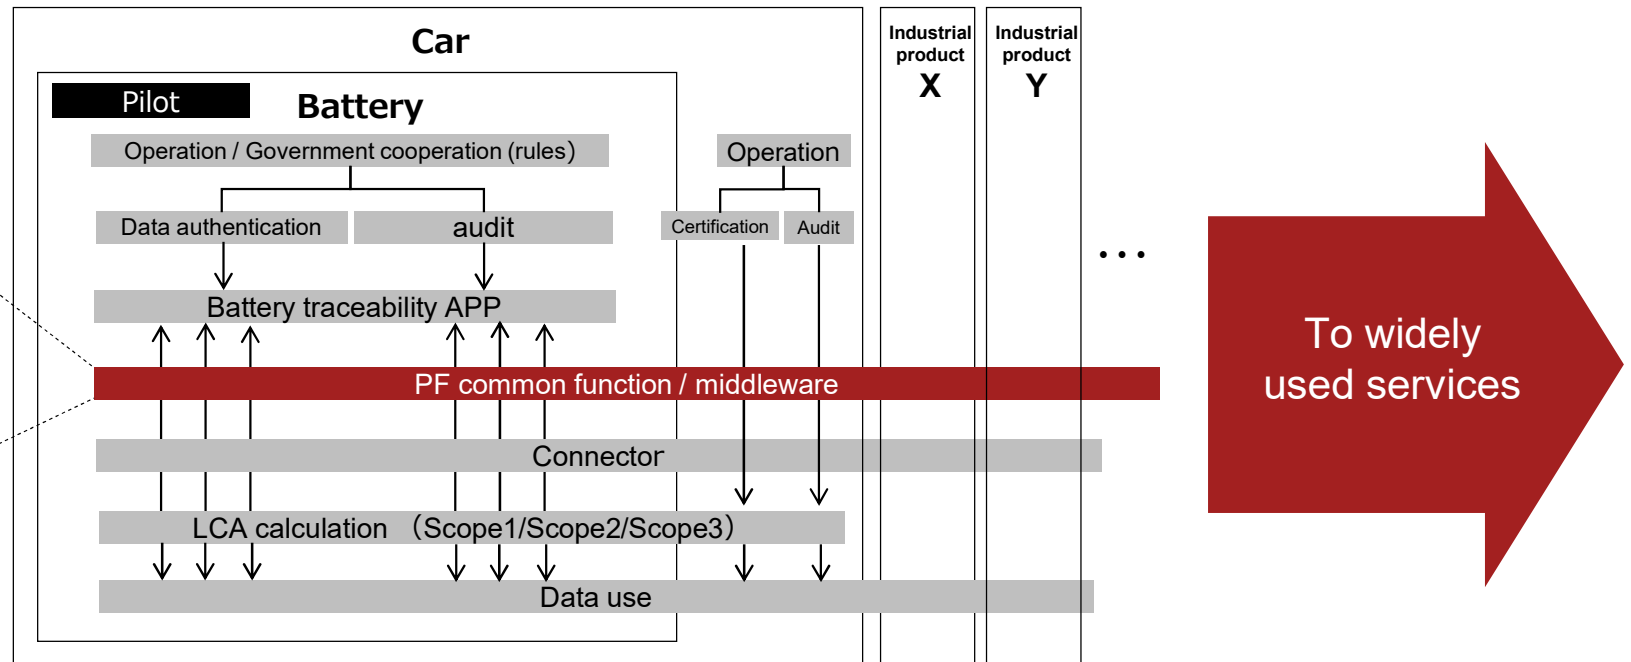 Car
Industrial
product
X
Industrial
product
Y
Pilot
Battery
Operation / Government cooperation (rules）
Operation
Data authentication
audit
Certification
Audit
...
Battery traceability APP
PF common function / middleware
Connector
LCA calculation （Scope1/Scope2/Scope3）
Data use
To widely
used services